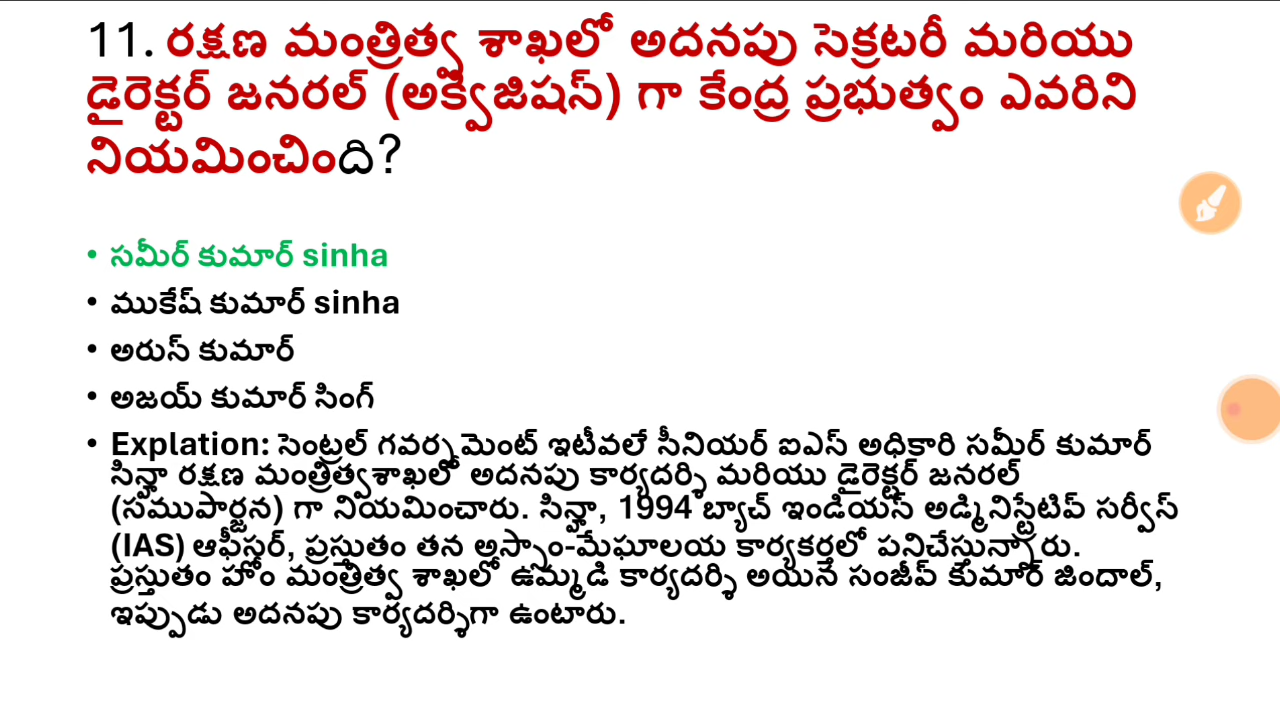 11. రక్షణ మంత్రిత్వ శాఖలో అదనపు సెక్రటరీ మరియు
డైరెక్టర్ జనరల్ (అక్విజిషన్) గా కేంద్ర ప్రభుత్వం ఎవరిని
నియమించింది?
• సమీర్ కుమార్ sinha
• ముకేష్ కుమార్ sinha
• అరుస్ కుమార్
• అజయ్ కుమార్ సింగ్
• Explation: సెంట్రల్ గవర్నమెంట్ ఇటీవలే సీనియర్ ఐఎస్ అధికారి సమీర్ కుమార్
సిన్హా రక్షణ మంత్రిత్వశాఖలో అదనపు కార్యదర్శి మరియు డైరెక్టర్ జనరల్
(సముపార్జన) గా నియమించారు. సిన్హా, 1994 బ్యాచ్ ఇండియన్ అడ్మినిస్ట్రేటివ్ సర్వీస్
(IAS) ఆఫీసర్, ప్రస్తుతం తన అస్సాం-మేఘాలయ కార్యకర్తలో పనిచేస్తున్నారు.
ప్రస్తుతం హోం మంత్రిత్వ శాఖలో ఉమ్మడి కార్యదర్శి అయిన సంజీవ్ కుమార్ జిందాల్,
ఇప్పుడు అదనపు కార్యదర్శిగా ఉంటారు.